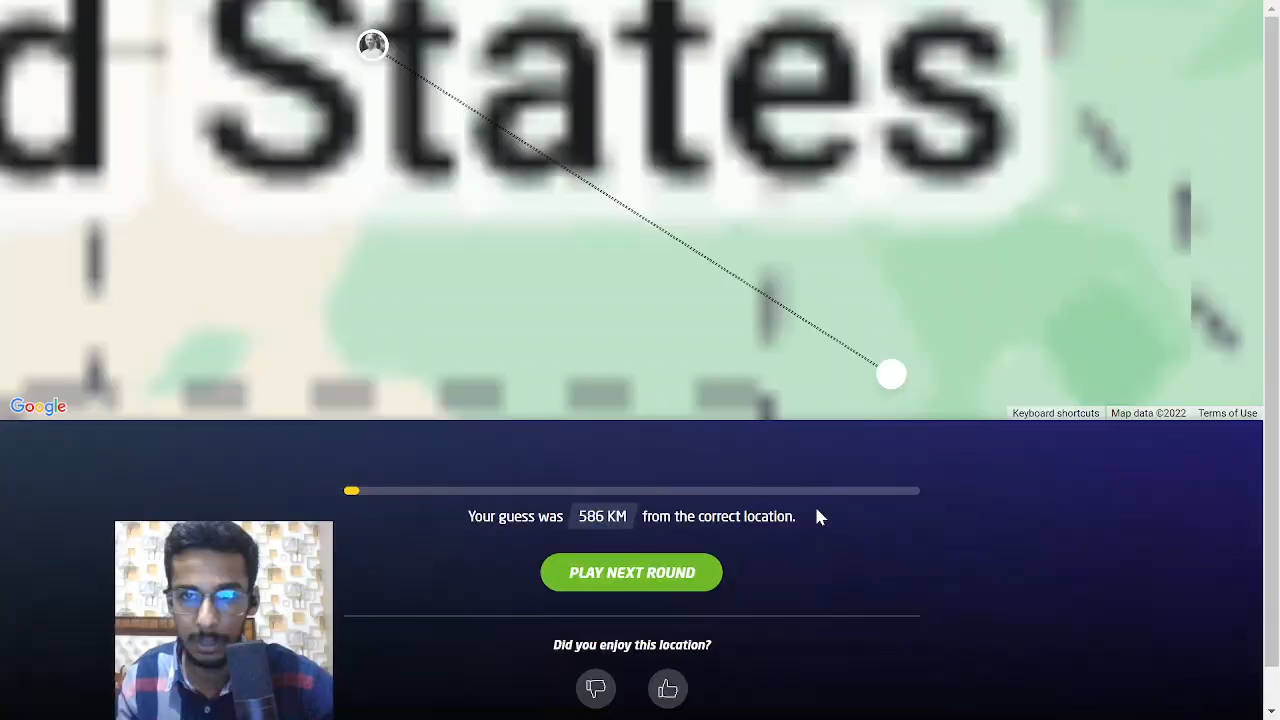 d States
Google
Keyboard shortcuts
Map data ©2022
Terms of Use
Your guess was 586 KM from the correct location.
PLAY NEXT ROUND
Did you enjoy this location?